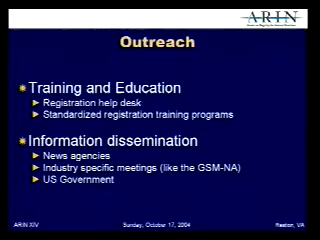 ARIN
Outreach
Training and Education
Registration help desk
Standardized registration training programs
Information dissemination
News agencies
Industry specific meetings (like the GSM-NA)
US Government
ARIN XIV Sunday, October 17, 2004 Reston, VA